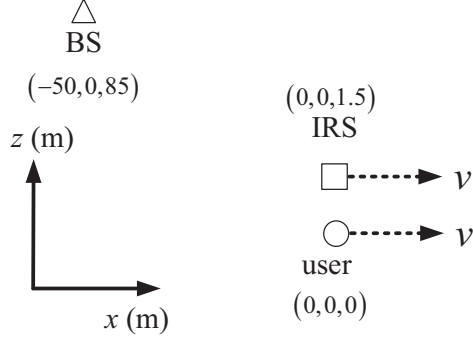 BS
(−50,0,85)
z (m)
x (m)
(0,0,1.5)
IRS
v
v
user
(0,0,0)